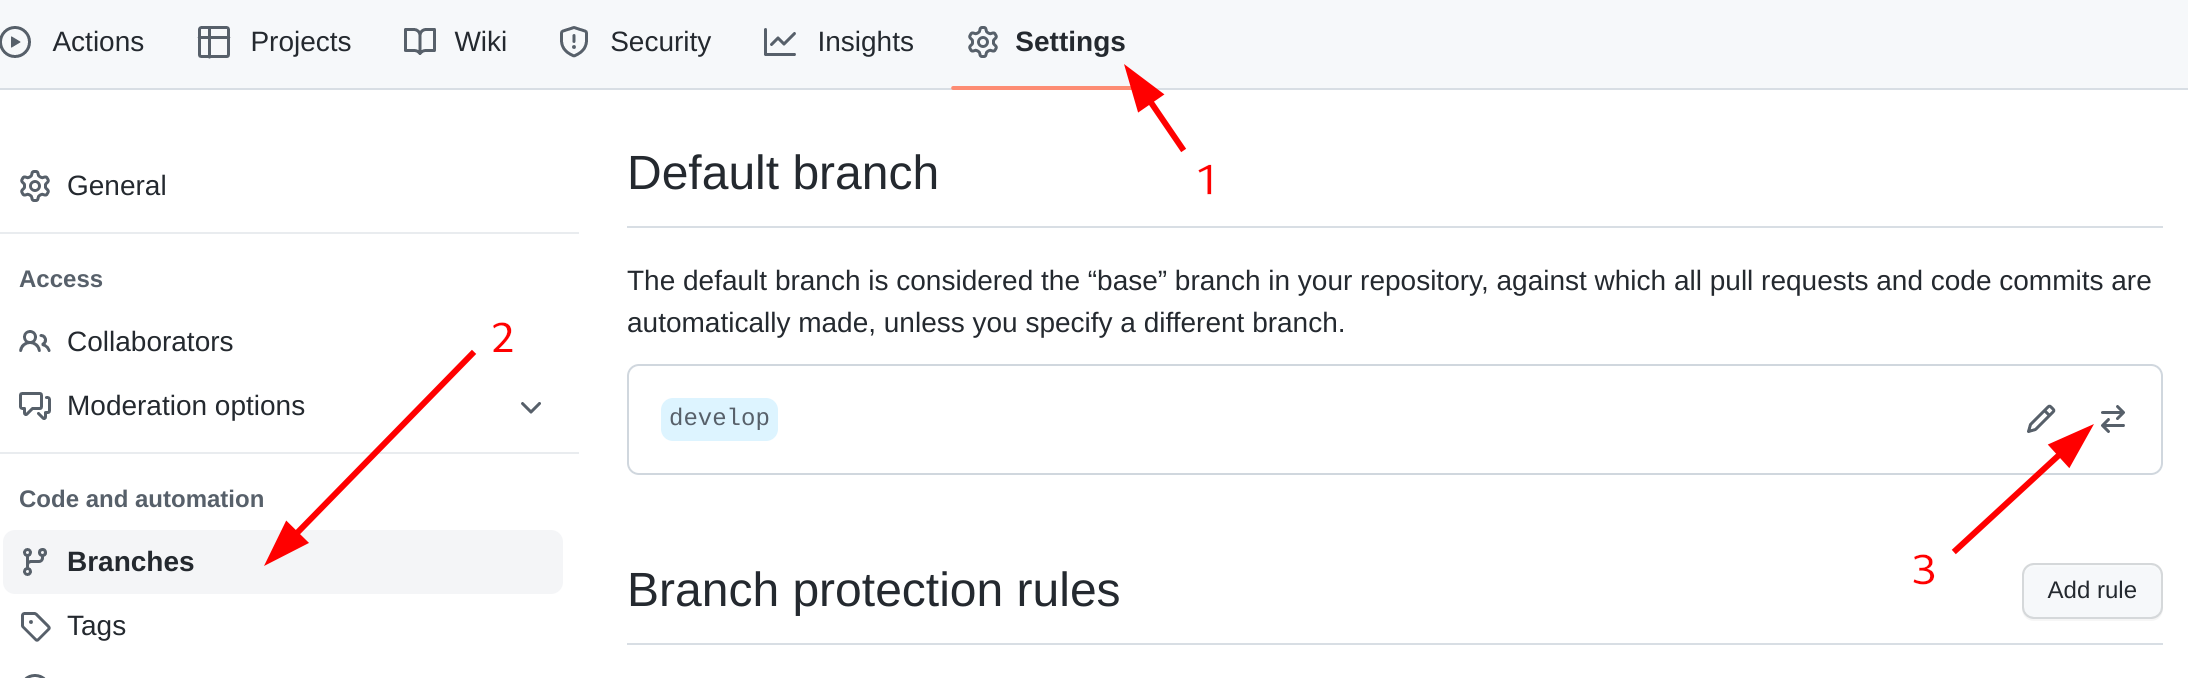 Actions Projects Wiki Security Insights Settings
1
General
Access
Collaborators
Moderation options
2
Code and automation
Branches
Tags
Default branch
The default branch is considered the “base” branch in your repository, against which all pull requests and code commits are
automatically made, unless you specify a different branch.
develop
3
Branch protection rules
Add rule